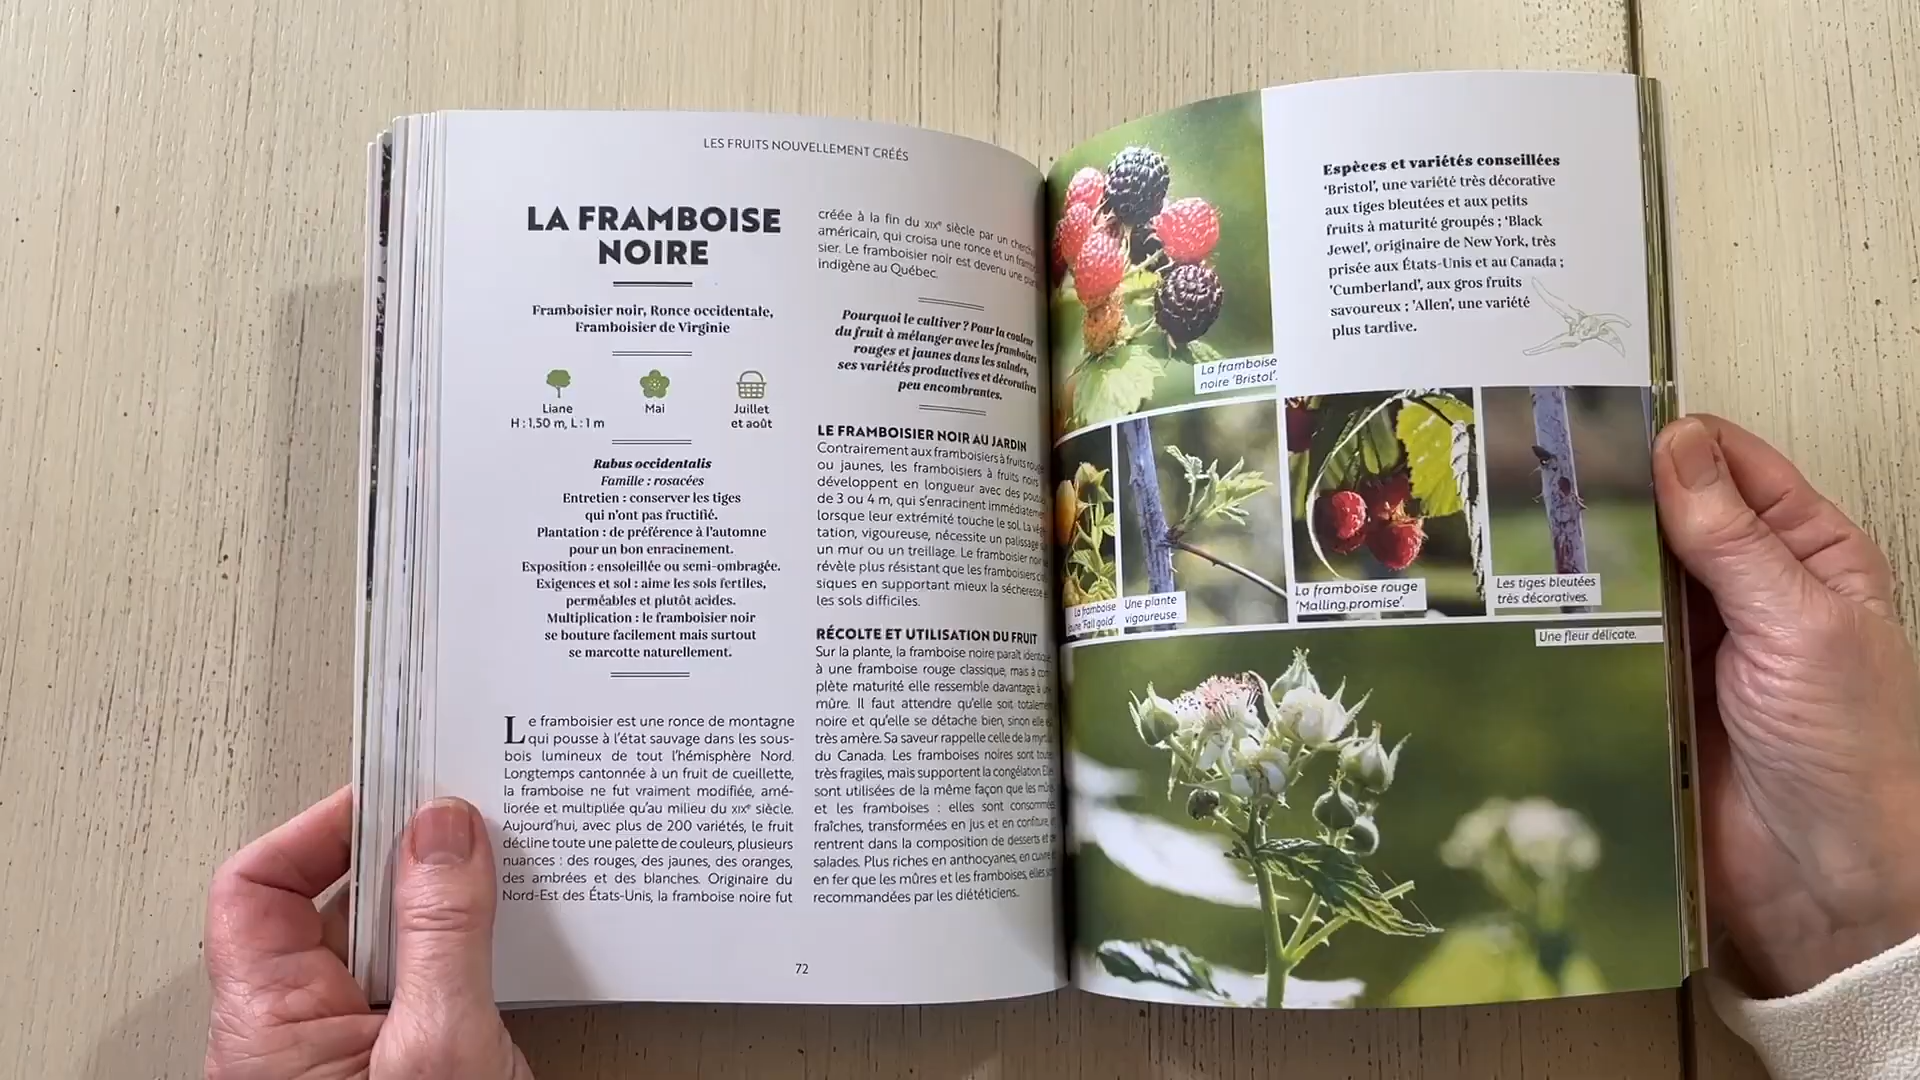 LES FRUITS NOUVELLEMENT CRÉÉS
LA FRAMBOISE
NOIRE
Framboisier noir, Ronce occidentale,
Framboisier de Virginie
Liane
H : 1,50 m, L : 1 m
Mai
Juillet
et août
Rubus occidentalis
Famille : rosacées
Entretien : conserver les tiges
qui n'ont pas fructifié.
Plantation : de préférence à l'automne
pour un bon enracinement.
Exposition : ensoleillée ou semi-ombragée.
Exigences et sol : aime les sols fertiles,
perméables et plutôt acides.
Multiplication : le framboisier noir
se bouture facilement mais surtout
se marcotte naturellement.
Le framboisier est une ronce de montagne
qui pousse à l'état sauvage dans les sous-
bois lumineux de tout l'hémisphère Nord.
Longtemps cantonnée à un fruit de cueillette,
la framboise ne fut vraiment modifiée, amé-
liorée et multipliée qu'au milieu du XIXe siècle.
Aujourd'hui, avec plus de 200 variétés, le fruit
décline toute une palette de couleurs, plusieurs
nuances : des rouges, des jaunes, des oranges,
des ambrées et des blanches. Originaire du
Nord-Est des États-Unis, la framboise noire fut
créée à la fin du XIXe siècle par un
américain, qui croisa une ronce et un
sier. Le framboisier noir est devenu une
indigène au Québec.
Pourquoi le cultiver ? Pour la couleur
du fruit à mélanger avec les framboises
rouges et jaunes dans les salades,
ses variétés productives et décoratives
peu encombrantes.
LE FRAMBOISIER NOIR AU JARDIN
Contrairement aux framboisiers à fruits
ou jaunes, les framboisiers à fruits noirs
développent en longueur avec des
de 3 ou 4 m, qui s'enracinent
lorsque leur extrémité touche le sol. La
tation, vigoureuse, nécessite un palissage
un mur ou un treillage. Le framboisier
révèle plus résistant que les framboisiers
siques en supportant mieux la sécheresse
les sols difficiles.
RÉCOLTE ET UTILISATION DU FRUIT
Sur la plante, la framboise noire paraît
à une framboise rouge classique, mais à
plète maturité elle ressemble davantage à
mûre. Il faut attendre qu'elle soit
noire et qu'elle se détache bien, sinon elle
très amère. Sa saveur rappelle celle de la
du Canada. Les framboises noires sont
très fragiles, mais supportent la congélation.
sont utilisées de la même façon que les
et les framboises : elles sont
fraîches, transformées en jus et en confiture,
rentrent dans la composition de desserts et
salades. Plus riches en anthocyanes, en
en fer que les mûres et les framboises, elles
recommandées par les diététiciens.
72
La framboise
noire 'Bristol'.
Espèces et variétés conseillées
'Bristol', une variété très décorative
aux tiges bleutées et aux petits
fruits à maturité groupés ; 'Black
Jewel', originaire de New York, très
prisée aux États-Unis et au Canada ;
'Cumberland', aux gros fruits
savoureux ; 'Allen', une variété
plus tardive.
La framboise
'Fall gold'.
Une plante
vigoureuse.
La framboise rouge
'Malling promise'.
Les tiges bleutées
très décoratives.
Une fleur délicate.